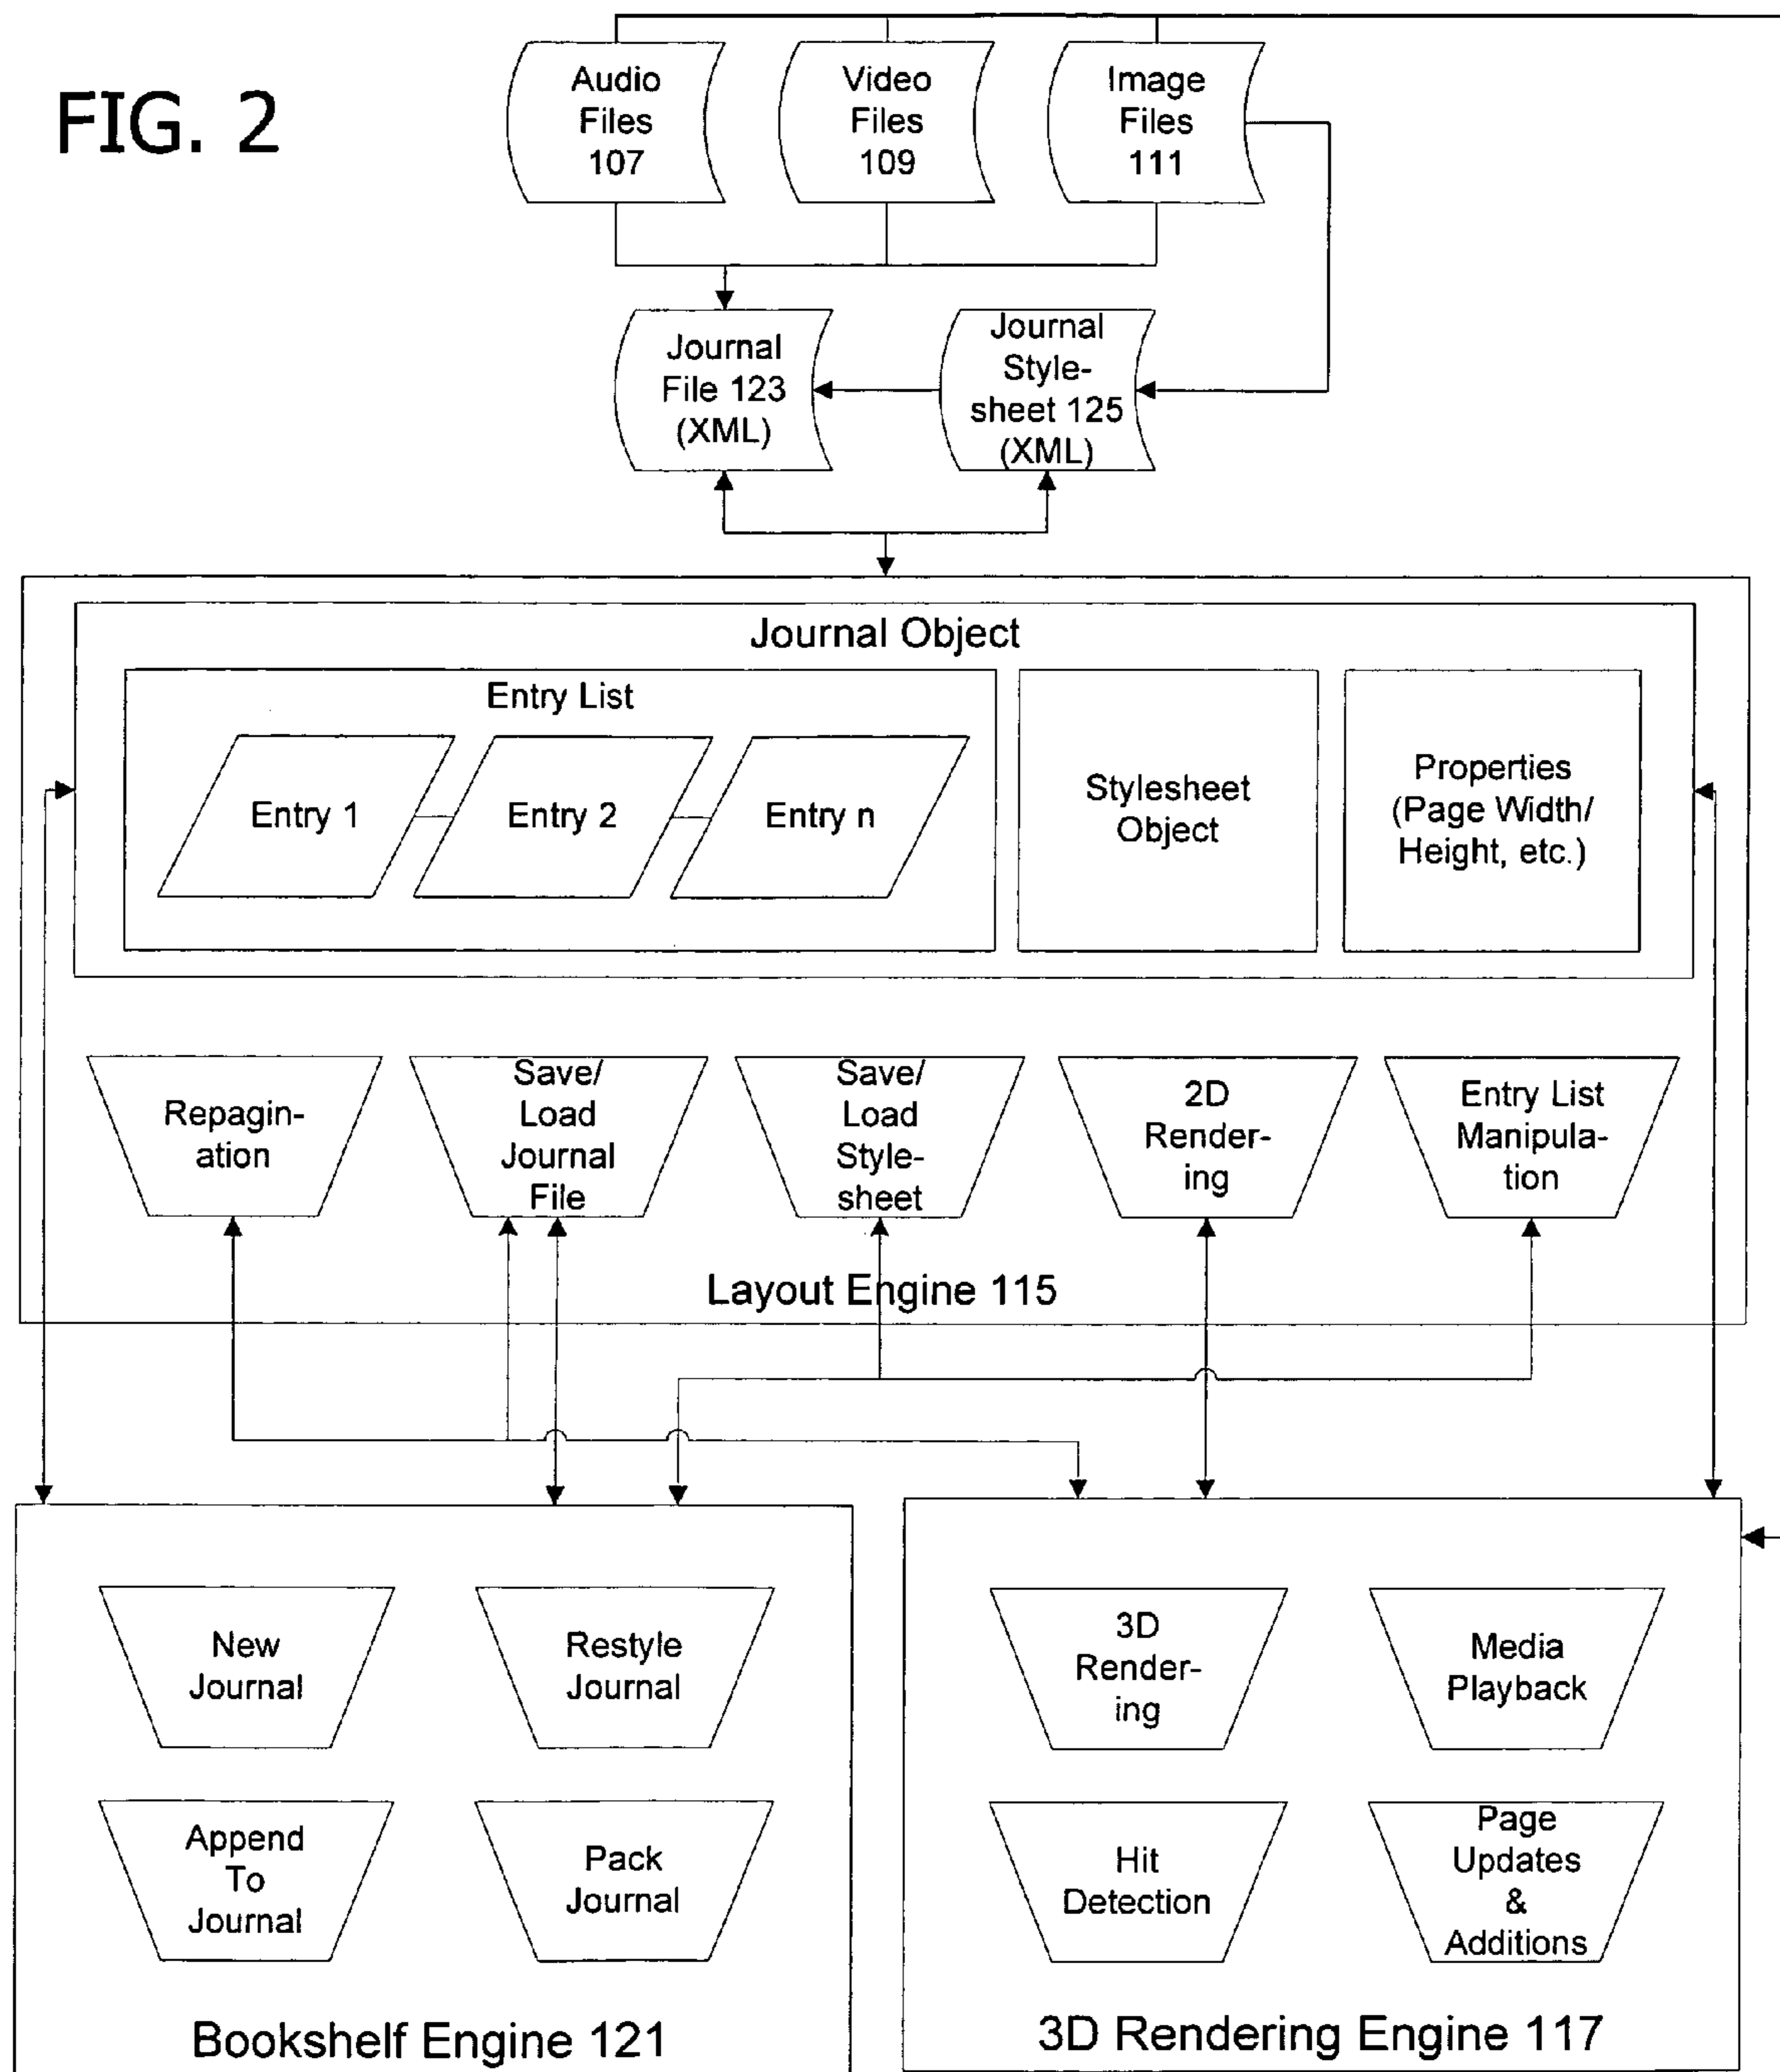 FIG. 2
Audio
Files
107
Video
Files
109
Image
Files
111
Journal
File 123
(XML)
Journal
Style-
sheet 125
(XML)
Journal Object
Entry List
Entry 1
Entry 2
Entry n
Stylesheet
Object
Properties
(Page Width/
Height, etc.)
Repagin-
ation
Save/
Load
Journal
File
Save/
Load
Style-
sheet
2D
Render-
ing
Entry List
Manipula-
tion
Layout Engine 115
New
Journal
Restyle
Journal
Append
To
Journal
Pack
Journal
Bookshelf Engine 121
3D
Render-
ing
Media
Playback
Hit
Detection
Page
Updates
&
Additions
3D Rendering Engine 117